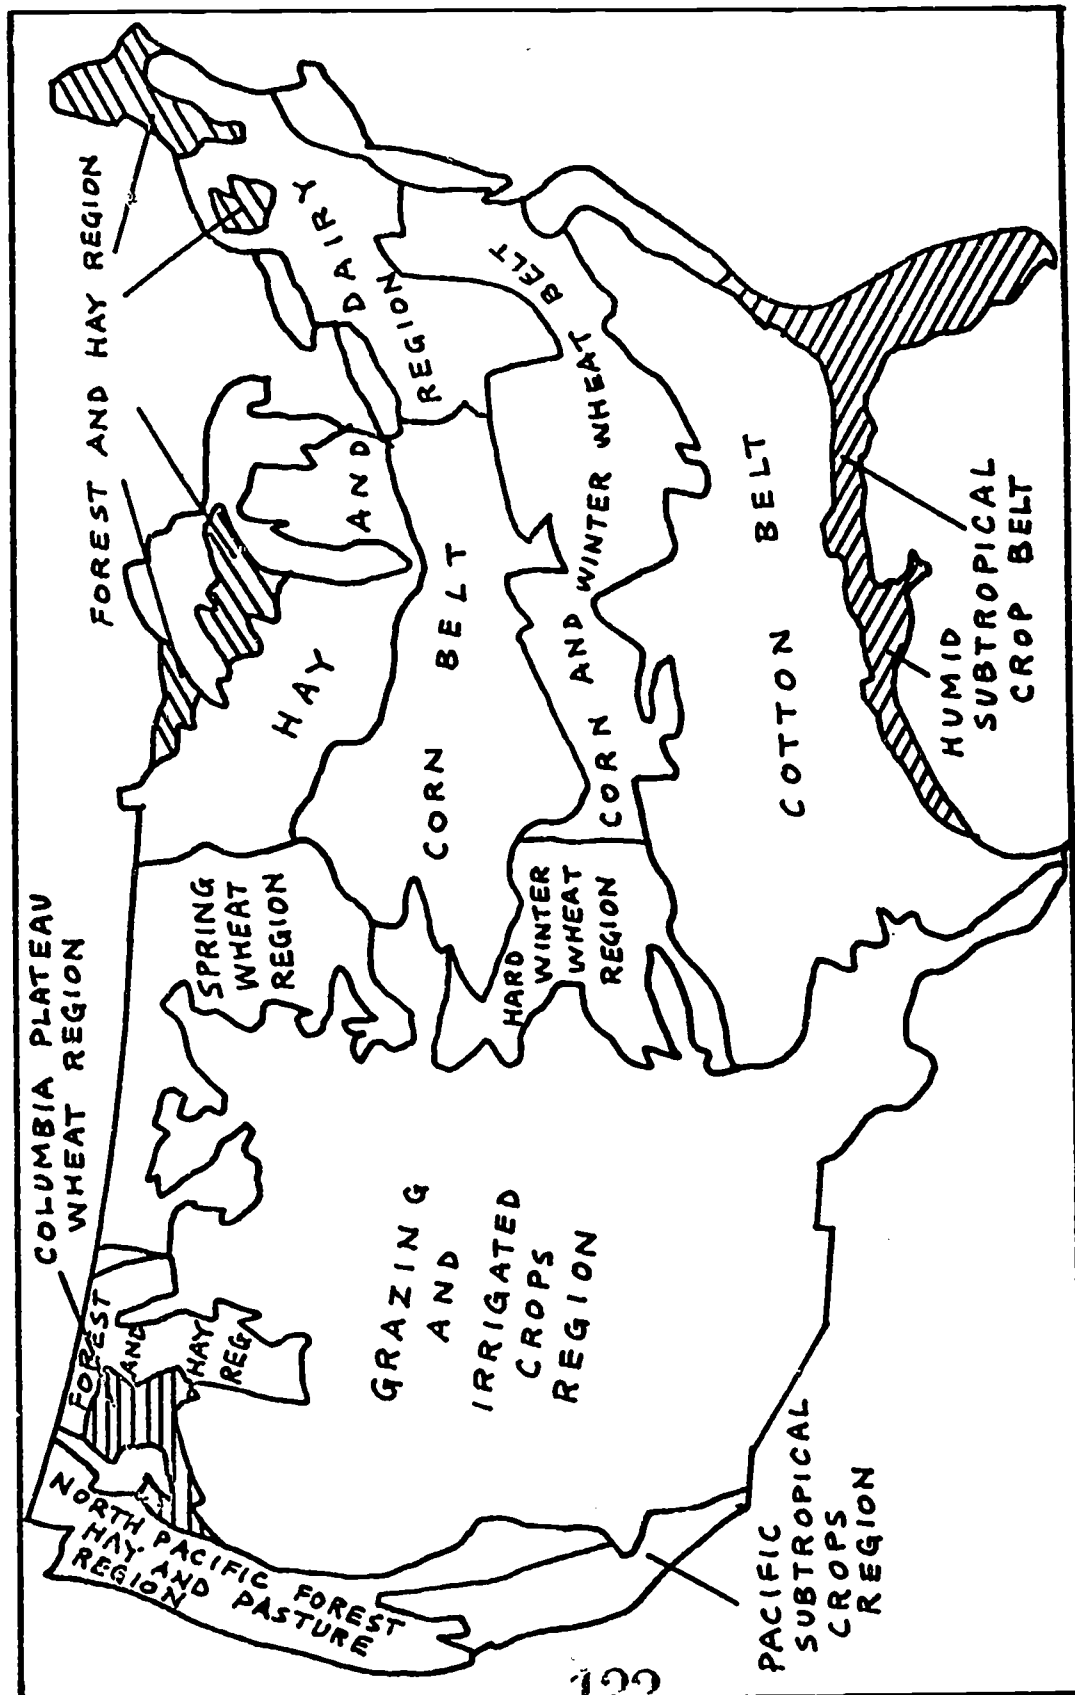 COLUMBIA PLATEAU
WHEAT REGION
FOREST AND HAY REGION
FOREST
AND
HAY
REG
NORTH PACIFIC FOREST
HAY AND PASTURE
REGION
SPRING
WHEAT
REGION
HAY
AND
DAIRY
REGION
GRAZING
AND
IRRIGATED
CROPS
REGION
CORN BELT
HARD
WINTER
WHEAT
REGION
CORN AND WINTER WHEAT BELT
COTTON BELT
PACIFIC
SUBTROPICAL
CROPS
REGION
HUMID
SUBTROPICAL
CROP BELT